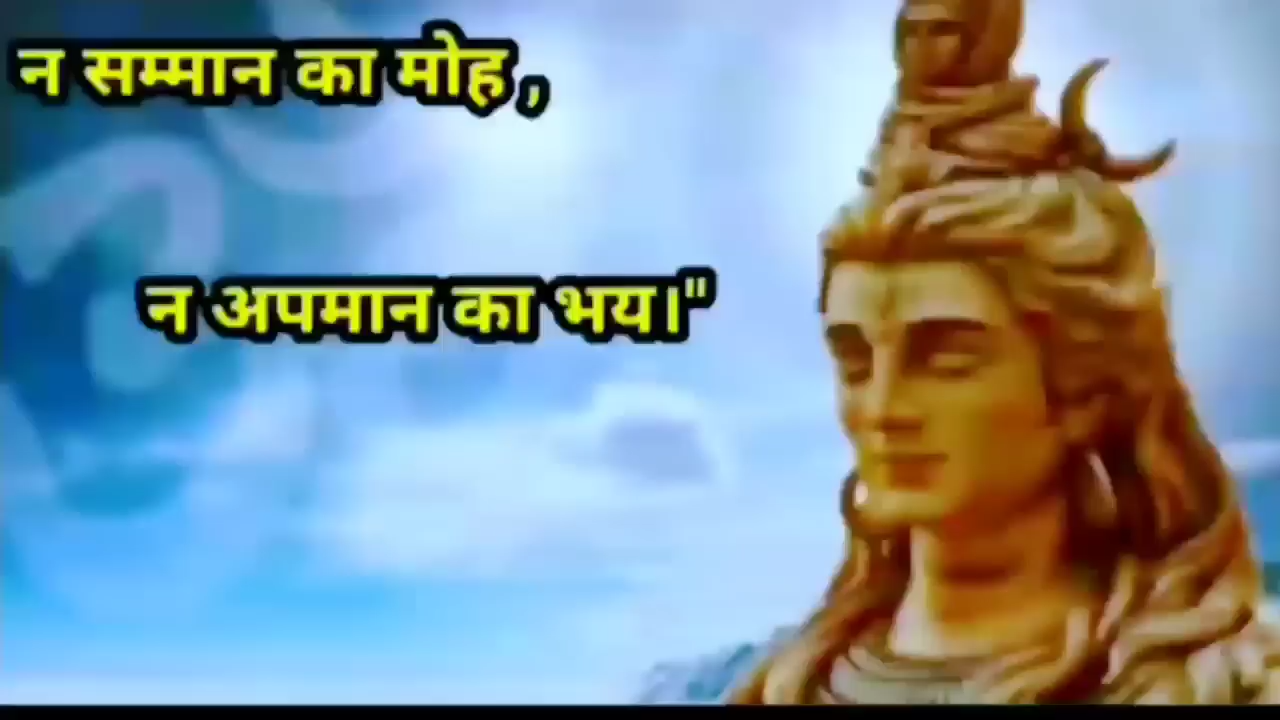 न सम्मान का मोह ,
न अपमान का भय।"